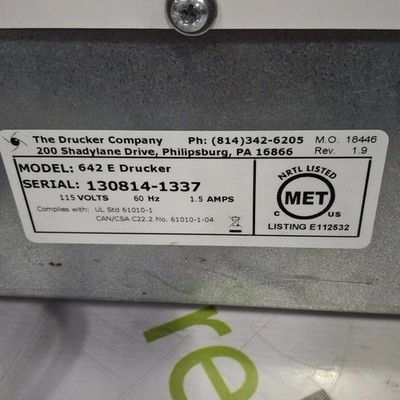 The Drucker Company Ph: (814)342-6205 M.O. 18446
200 Shadylane Drive, Philipsburg, PA 16866 Rev. 1.9
MODEL: 642 E Drucker
SERIAL: 130814-1337
115 VOLTS 60 Hz 1.5 AMPS
Complies with: UL Std 61010-1
CAN/CSA C22.2 No. 61010-1-04
NRTL LISTED
MET
C US
LISTING E112532
re